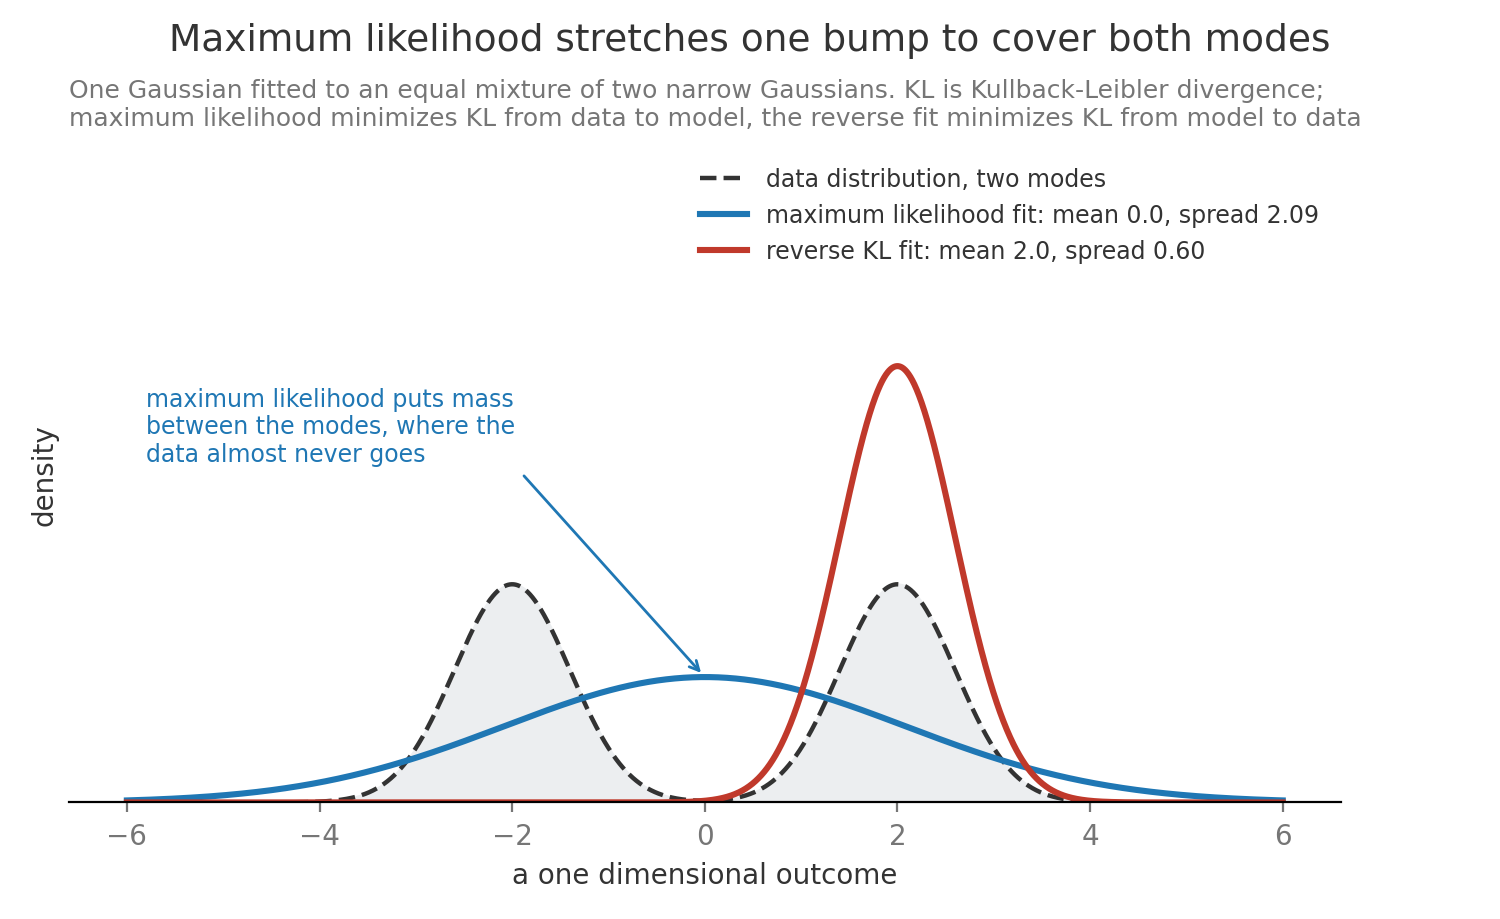 Maximum likelihood stretches one bump to cover both modes
One Gaussian fitted to an equal mixture of two narrow Gaussians. KL is Kullback-Leibler divergence;
maximum likelihood minimizes KL from data to model, the reverse fit minimizes KL from model to data
data distribution, two modes
maximum likelihood fit: mean 0.0, spread 2.09
reverse KL fit: mean 2.0, spread 0.60
maximum likelihood puts mass
between the modes, where the
data almost never goes
density
−6 −4 −2 0 2 4 6
a one dimensional outcome